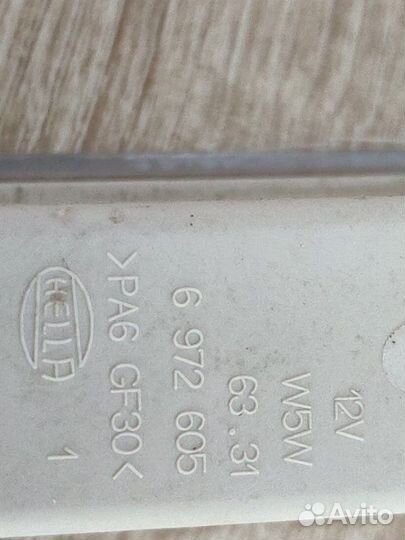 12V
W5W
63.31
6 972 605
>PA6 GF30<
HELLA 1
Avito